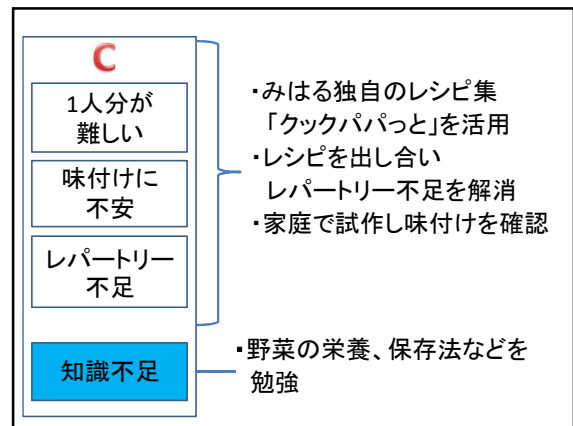 C
1人分が
難しい
味付けに
不安
レパートリー
不足
知識不足
・みはる独自のレシピ集
「クックパパっと」を活用
・レシピを出し合い
レパートリー不足を解消
・家庭で試作し味付けを確認
・野菜の栄養、保存法などを
勉強